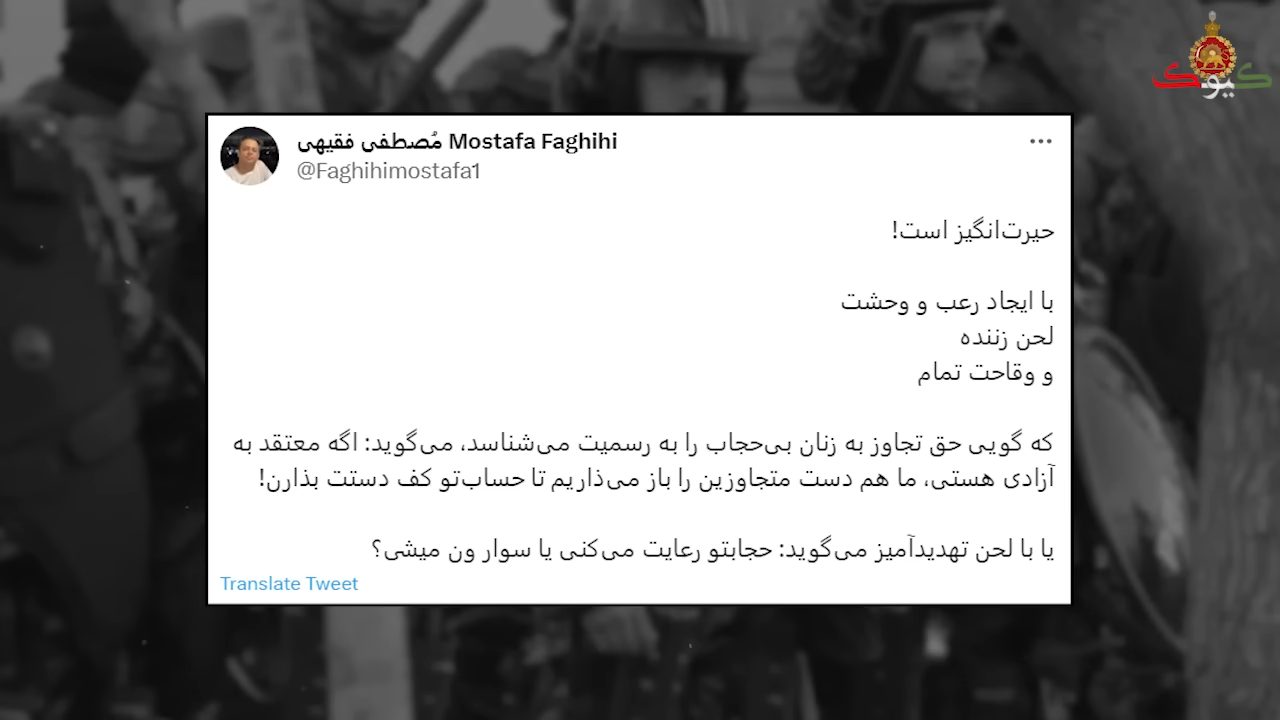 کیوک
مُصطفی فقیهی Mostafa Faghihi
@Faghihimostafa1
حیرت‌انگیز است!
با ایجاد رعب و وحشت
لحن زننده
و وقاحت تمام
که گویی حق تجاوز به زنان بی‌حجاب را به رسمیت می‌شناسد، می‌گوید: اگه معتقد به
آزادی هستی، ما هم دست متجاوزین را باز می‌ذاریم تا حساب‌تو کف دستت بذارن!
یا با لحن تهدیدآمیز می‌گوید: حجابتو رعایت می‌کنی یا سوار ون میشی؟
Translate Tweet